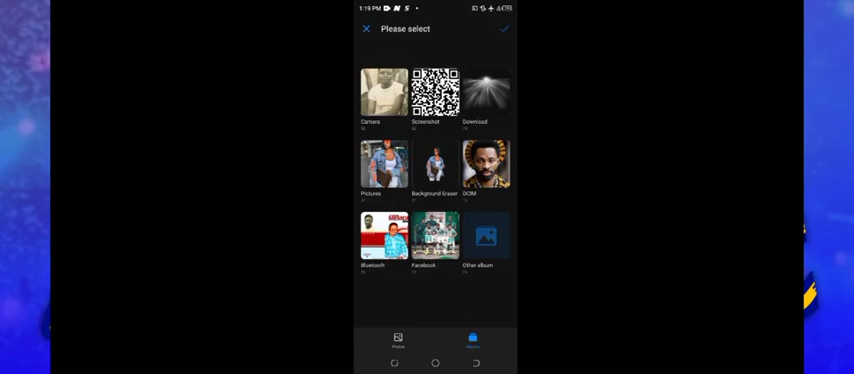 1:19 PM
Please select
Camera
Screenshot
Download
Pictures
Background Eraser
DCIM
Bluetooth
Facebook
Other album
Photos
Albums